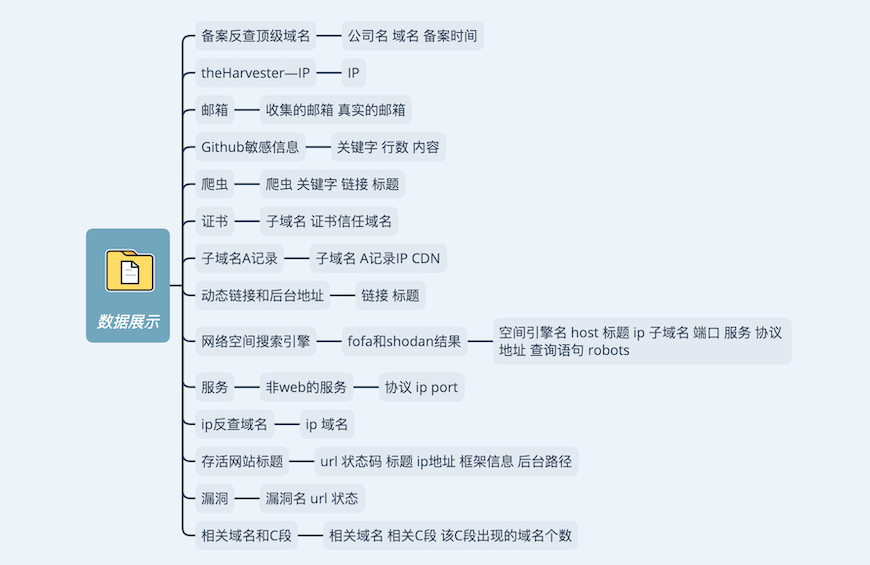 数据展示
备案反查顶级域名
公司名 域名 备案时间
theHarvester—IP
IP
邮箱
收集的邮箱 真实的邮箱
Github敏感信息
关键字 行数 内容
爬虫
爬虫 关键字 链接 标题
证书
子域名 证书信任域名
子域名A记录
子域名 A记录IP CDN
动态链接和后台地址
链接 标题
网络空间搜索引擎
fofa和shodan结果
空间引擎名 host 标题 ip 子域名 端口 服务 协议
地址 查询语句 robots
服务
非web的服务
协议 ip port
ip反查域名
ip 域名
存活网站标题
url 状态码 标题 ip地址 框架信息 后台路径
漏洞
漏洞名 url 状态
相关域名和C段
相关域名 相关C段 该C段出现的域名个数